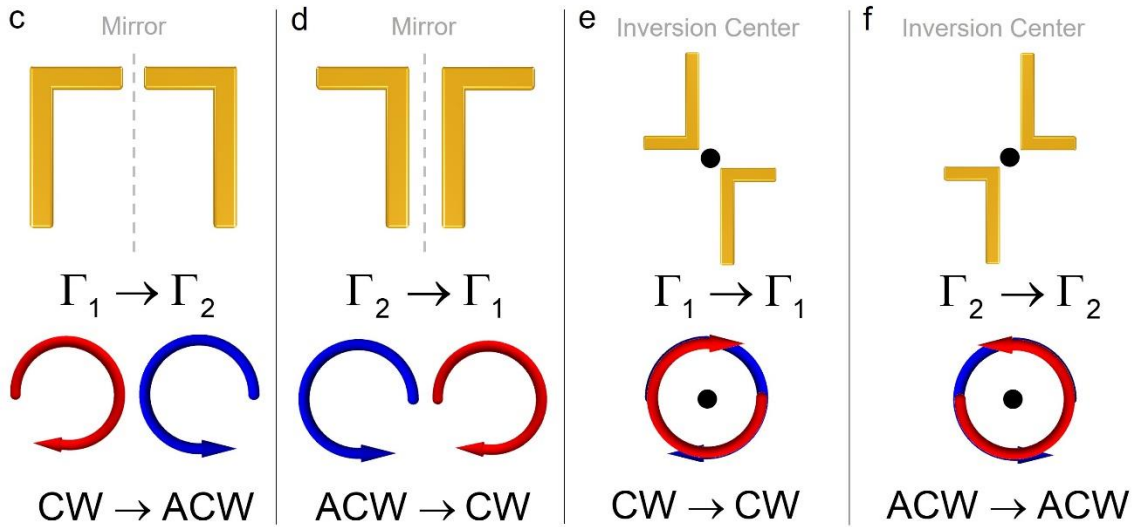 c
Mirror
Γ₁ → Γ₂
CW → ACW
d
Mirror
Γ₂ → Γ₁
ACW → CW
e
Inversion Center
Γ₁ → Γ₁
CW → CW
f
Inversion Center
Γ₂ → Γ₂
ACW → ACW